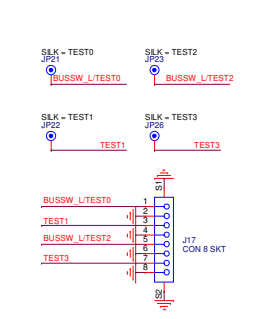 SILK = TEST0
JP21
BUSSW_L/TEST0
SILK = TEST2
JP23
BUSSW_L/TEST2
SILK = TEST1
JP22
TEST1
SILK = TEST3
JP26
TEST3
S1
BUSSW_L/TEST0 1
2
TEST1 3
4
BUSSW_L/TEST2 5
6
TEST3 7
8
J17
CON 8 SKT
S2